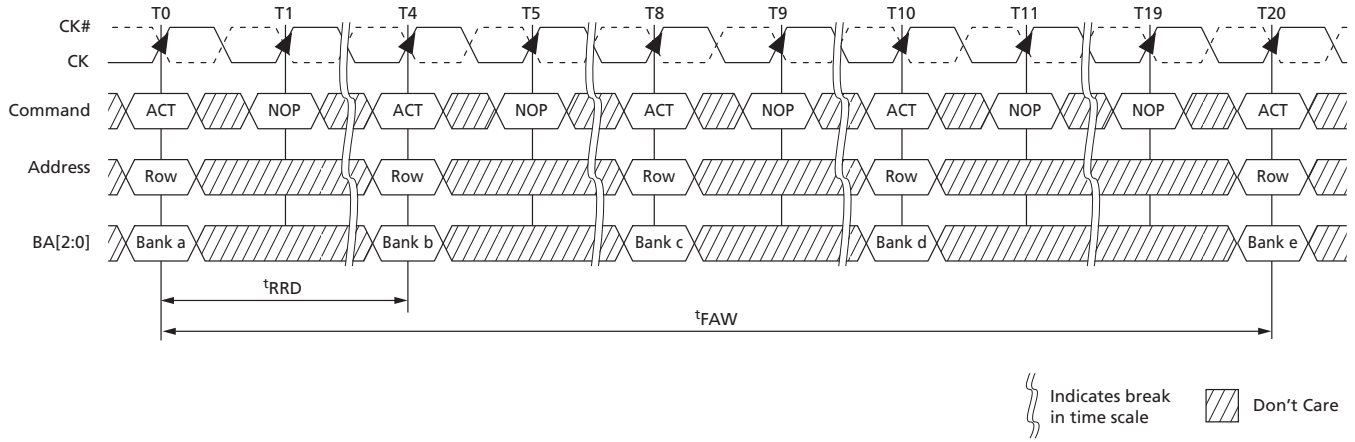 T0 T1 T4 T5 T8 T9 T10 T11 T19 T20
CK#
CK
Command ACT NOP ACT NOP ACT NOP ACT NOP NOP ACT
Address Row Row Row Row Row
BA[2:0] Bank a Bank b Bank c Bank d Bank e
tRRD
tFAW
Indicates break
in time scale
Don't Care